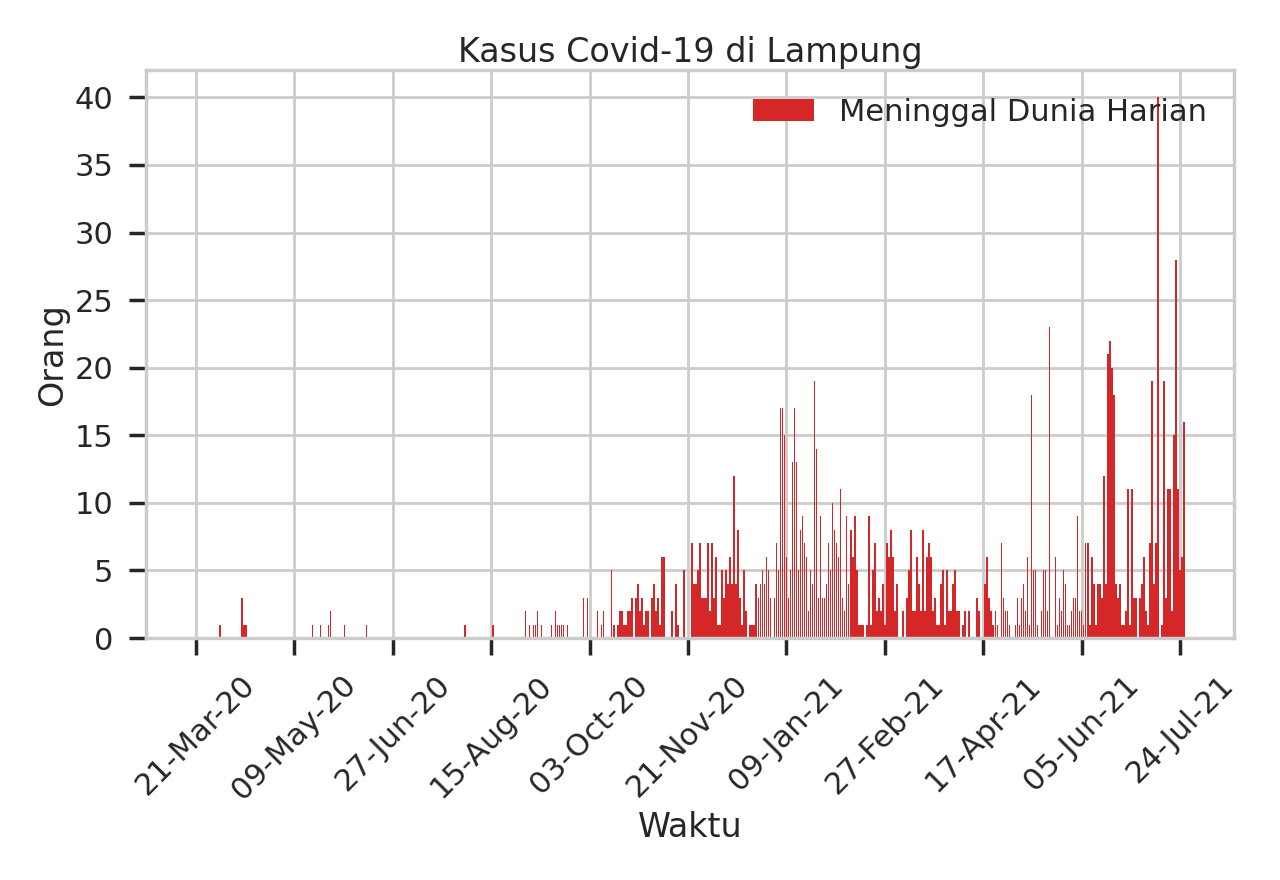 Kasus Covid-19 di Lampung
Meninggal Dunia Harian
40
35
30
25
20
15
10
5
0
Orang
21-Mar-20
09-May-20
27-Jun-20
15-Aug-20
03-Oct-20
21-Nov-20
09-Jan-21
27-Feb-21
17-Apr-21
05-Jun-21
24-Jul-21
Waktu